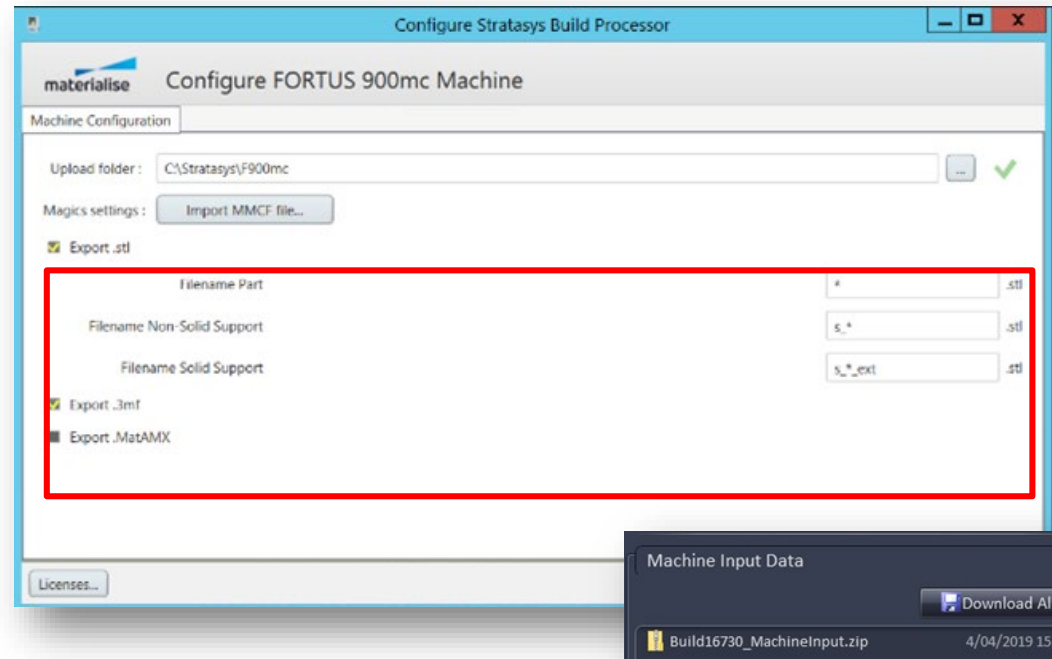 Configure Stratasys Build Processor
materialise
Configure FORTUS 900mc Machine
Machine Configuration
Upload folder : C:\Stratasys\F900mc ...
Magics settings : Import MMCF file...
Export .stl
Filename Part * .stl
Filename Non-Solid Support s_* .stl
Filename Solid Support s_*_ext .stl
Export .3mf
Export .MatAMX
Licenses...
Machine Input Data
Download Al
Build16730_MachineInput.zip 4/04/2019 15